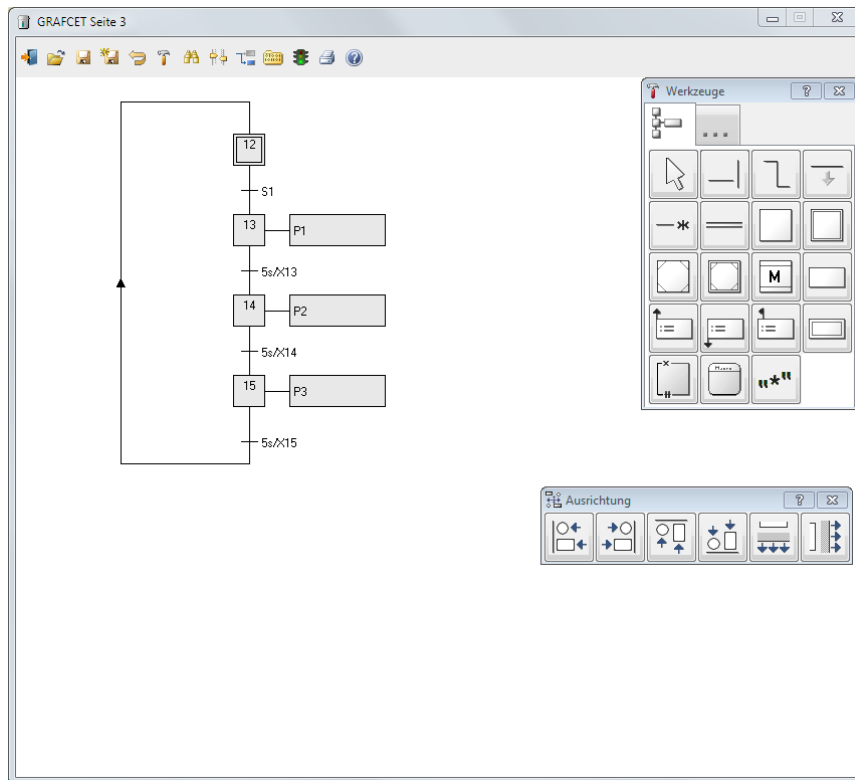 GRAFCET Seite 3
Werkzeuge
12
S1
13
P1
5s/X13
14
P2
5s/X14
15
P3
5s/X15
M
:=
:=
:=
Macro
"*"
Ausrichtung